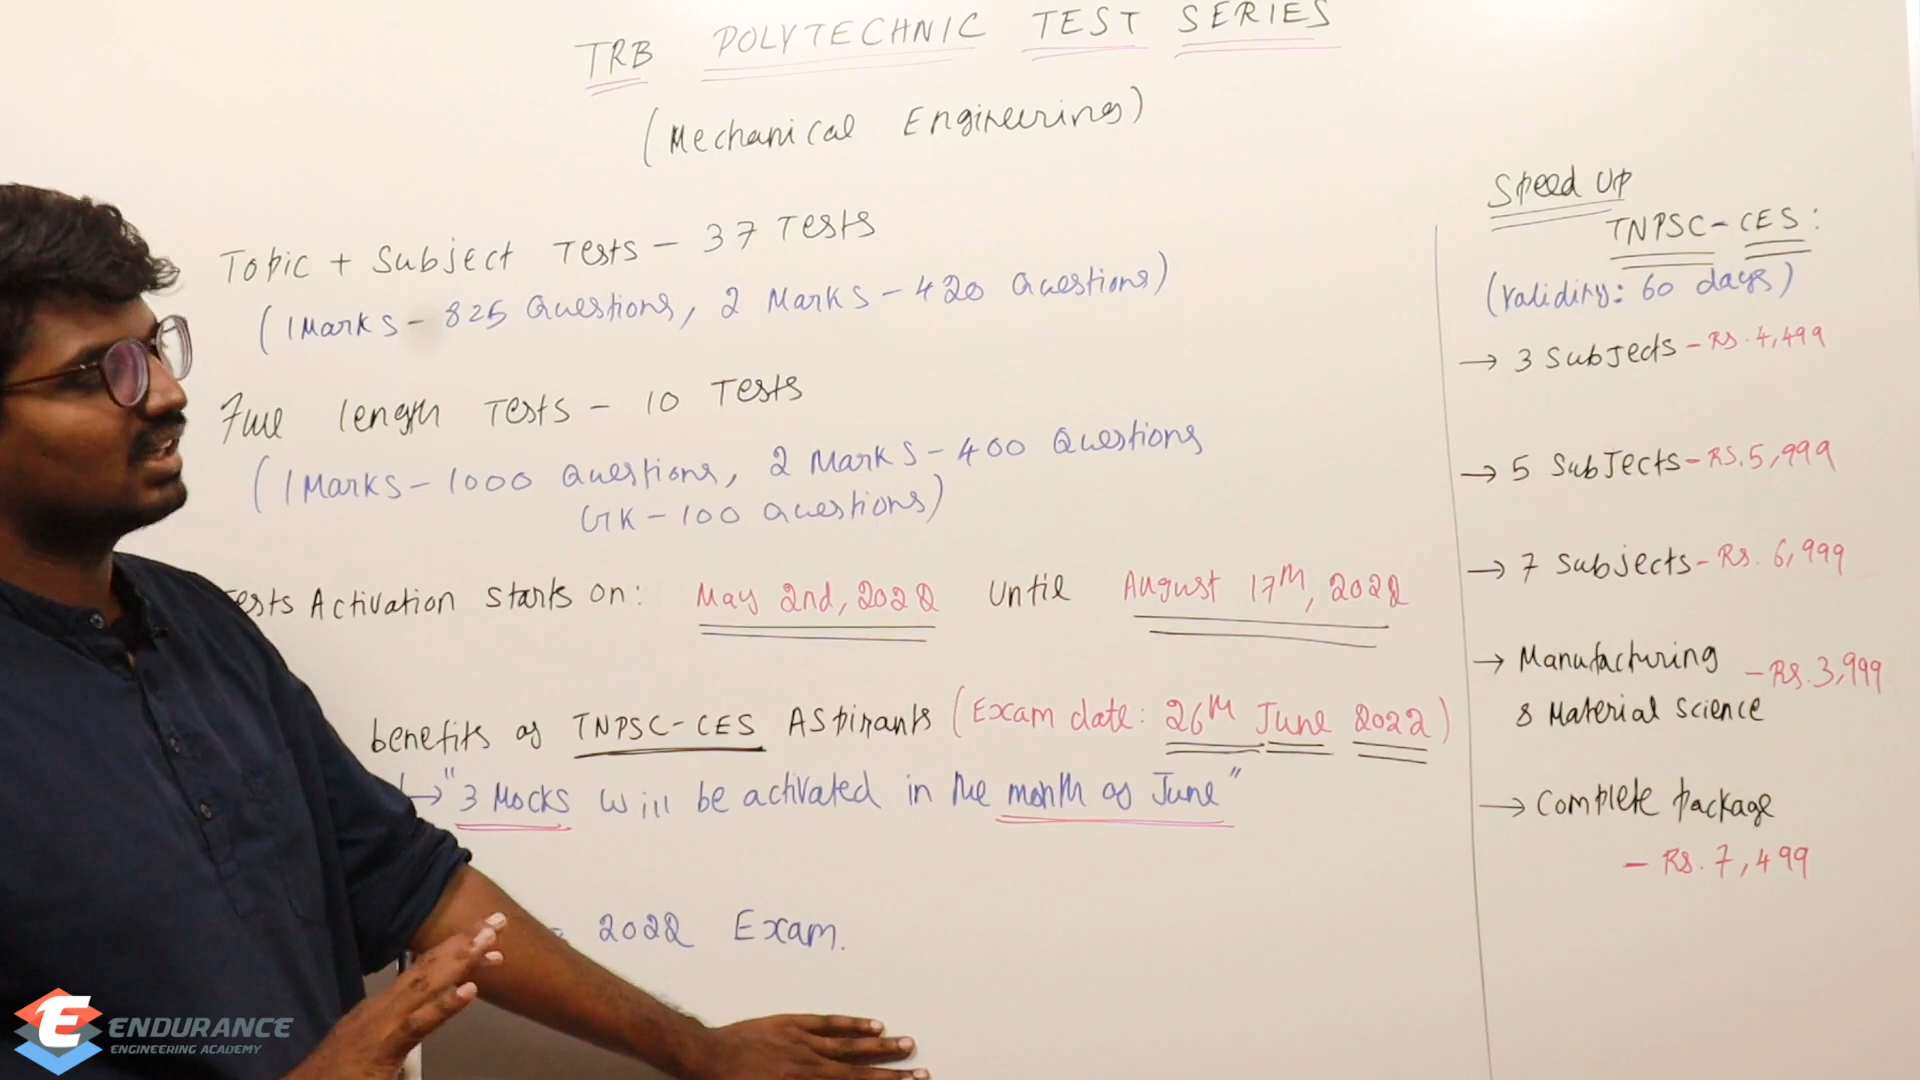 TRB POLYTECHNIC TEST SERIES
(Mechanical Engineering)
Topic + Subject Tests - 37 Tests
(1 Marks - 825 Questions, 2 Marks - 420 Questions)
Full length Tests - 10 Tests
(1 Marks - 1000 Questions, 2 Marks - 400 Questions
GK - 100 Questions)
ests Activation starts on: May 2nd, 2022 Until August 17th, 2022
benefits of TNPSC-CES Aspirants (Exam date: 26th June 2022)
↳ "3 Mocks will be activated in the month of June"
2022 Exam.
Speed Up
TNPSC-CES:
(Validity: 60 days)
→ 3 Subjects - Rs. 4,499
→ 5 Subjects - Rs. 5,999
→ 7 Subjects - Rs. 6,999
→ Manufacturing - Rs. 3,999
& Material Science
→ Complete package
- Rs. 7,499
E ENDURANCE
ENGINEERING ACADEMY